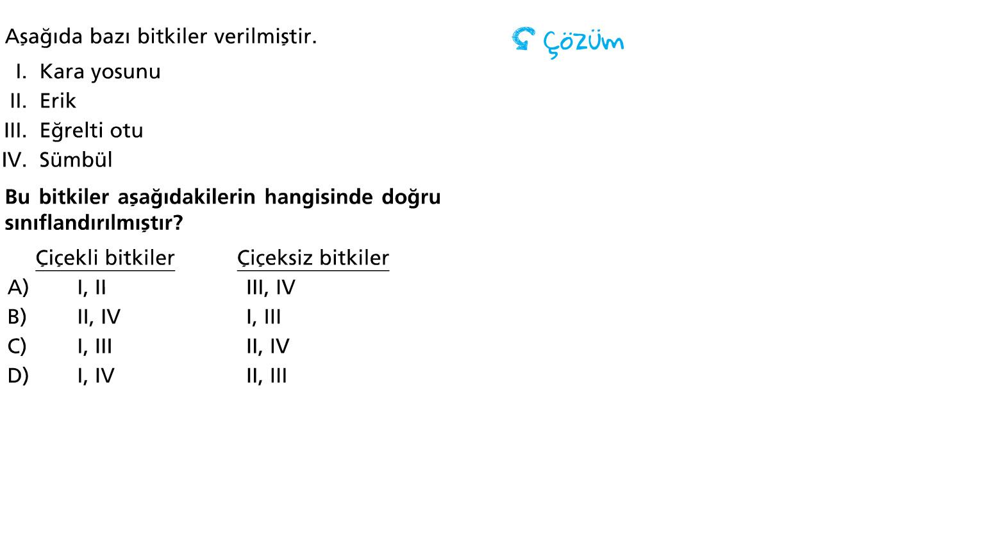 Aşağıda bazı bitkiler verilmiştir.
I. Kara yosunu
II. Erik
III. Eğrelti otu
IV. Sümbül
Bu bitkiler aşağıdakilerin hangisinde doğru
sınıflandırılmıştır?
Çiçekli bitkiler Çiçeksiz bitkiler
A) I, II III, IV
B) II, IV I, III
C) I, III II, IV
D) I, IV II, III
Çözüm